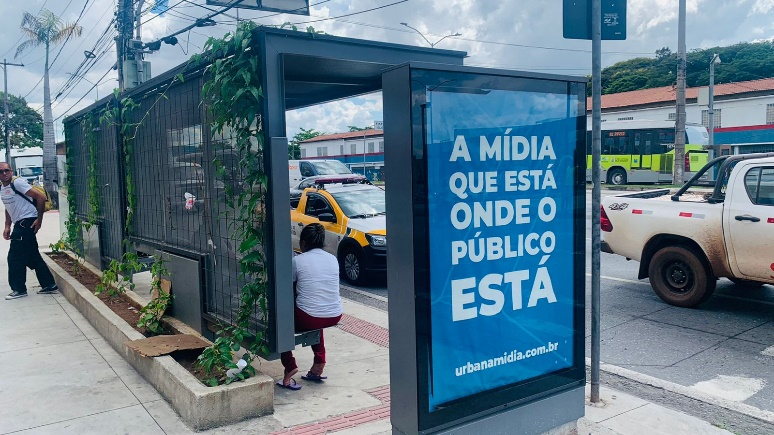 A MÍDIA
QUE ESTÁ
ONDE O
PÚBLICO
ESTÁ
urbanamidia.com.br